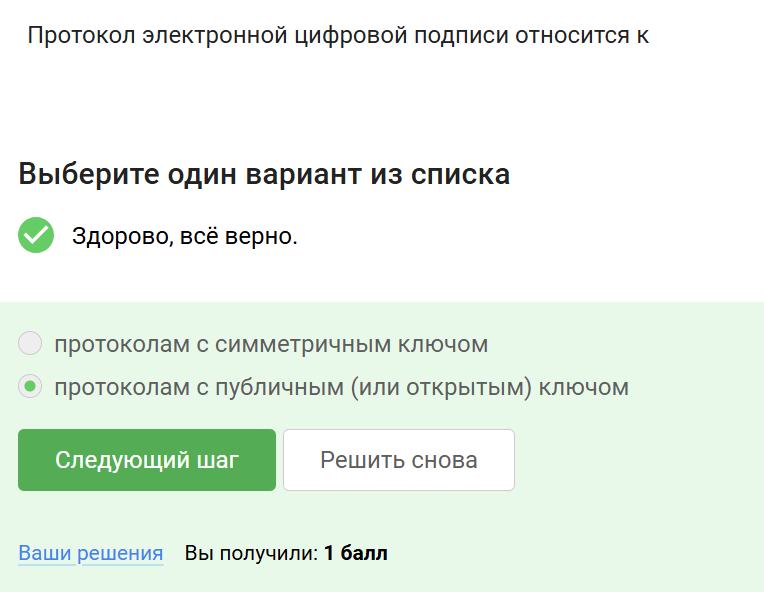 Протокол электронной цифровой подписи относится к
Выберите один вариант из списка
Здорово, всё верно.
протоколам с симметричным ключом
протоколам с публичным (или открытым) ключом
Следующий шаг Решить снова
Ваши решения Вы получили: 1 балл